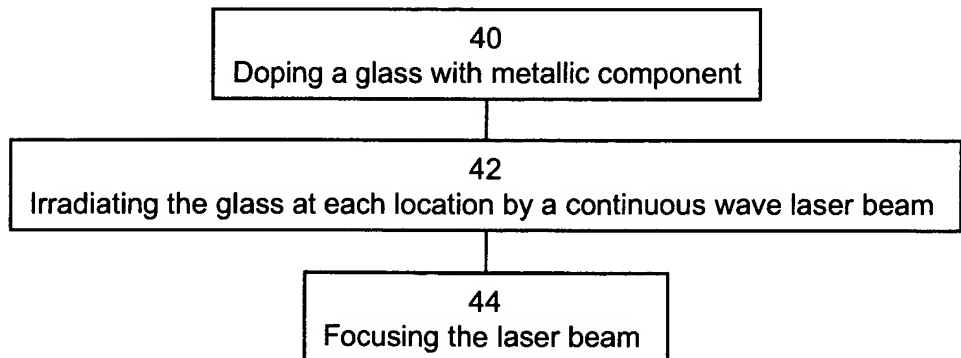 40
Doping a glass with metallic component
42
Irradiating the glass at each location by a continuous wave laser beam
44
Focusing the laser beam